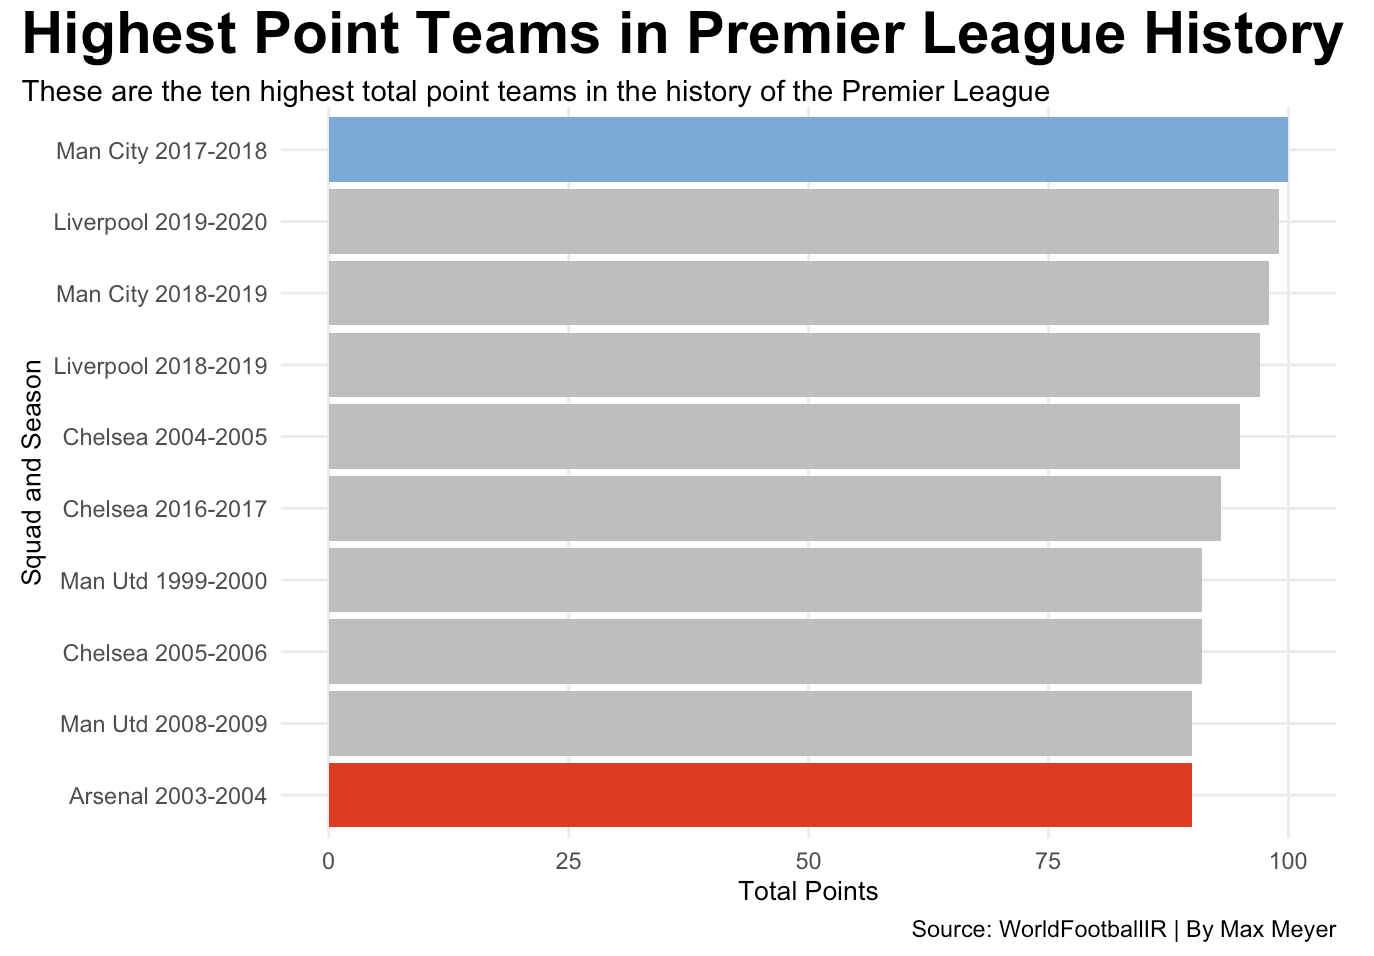 Highest Point Teams in Premier League History
These are the ten highest total point teams in the history of the Premier League
Squad and Season
Man City 2017-2018
Liverpool 2019-2020
Man City 2018-2019
Liverpool 2018-2019
Chelsea 2004-2005
Chelsea 2016-2017
Man Utd 1999-2000
Chelsea 2005-2006
Man Utd 2008-2009
Arsenal 2003-2004
0 25 50 75 100
Total Points
Source: WorldFootballIR | By Max Meyer